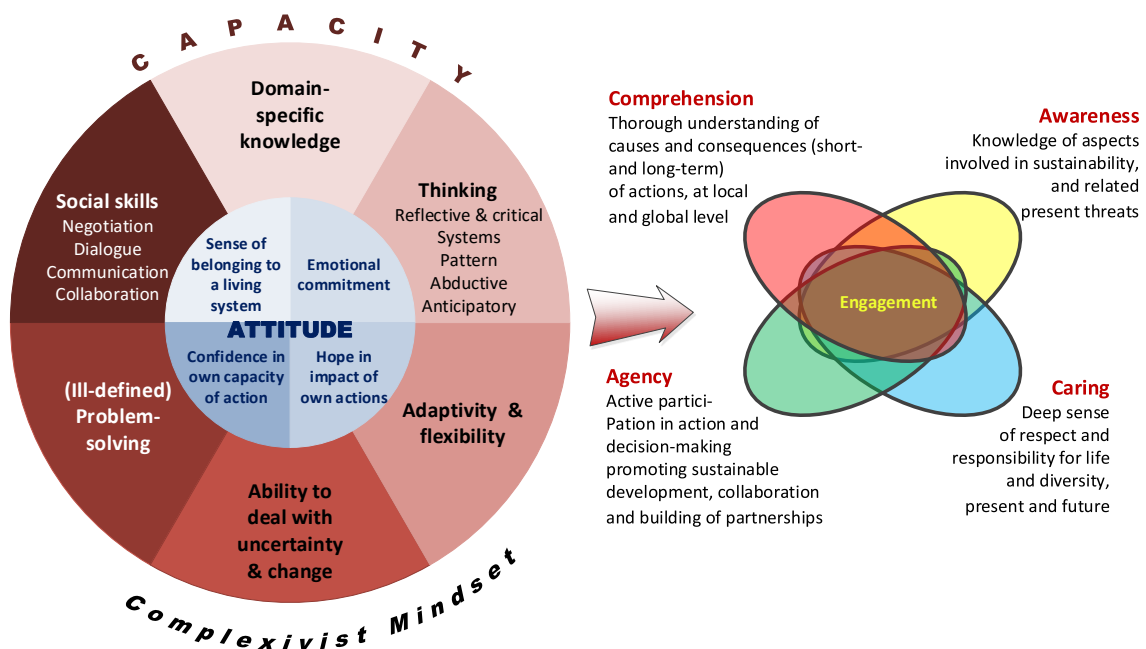 CAPACITY
Domain-
specific
knowledge
Thinking
Reflective & critical
Systems
Pattern
Abductive
Anticipatory
Adaptivity &
flexibility
Ability to
deal with
uncertainty
& change
(Ill-defined)
Problem-
solving
Social skills
Negotiation
Dialogue
Communication
Collaboration
Sense of
belonging to
a living
system
Emotional
commitment
ATTITUDE
Confidence in
own capacity
of action
Hope in
impact of
own actions
Complexivist Mindset
Comprehension
Thorough understanding of
causes and consequences (short-
and long-term)
of actions, at local
and global level
Awareness
Knowledge of aspects
involved in sustainability,
and related
present threats
Engagement
Agency
Active partici-
Pation in action and
decision-making
promoting sustainable
development, collaboration
and building of partnerships
Caring
Deep sense
of respect and
responsibility for life
and diversity,
present and future